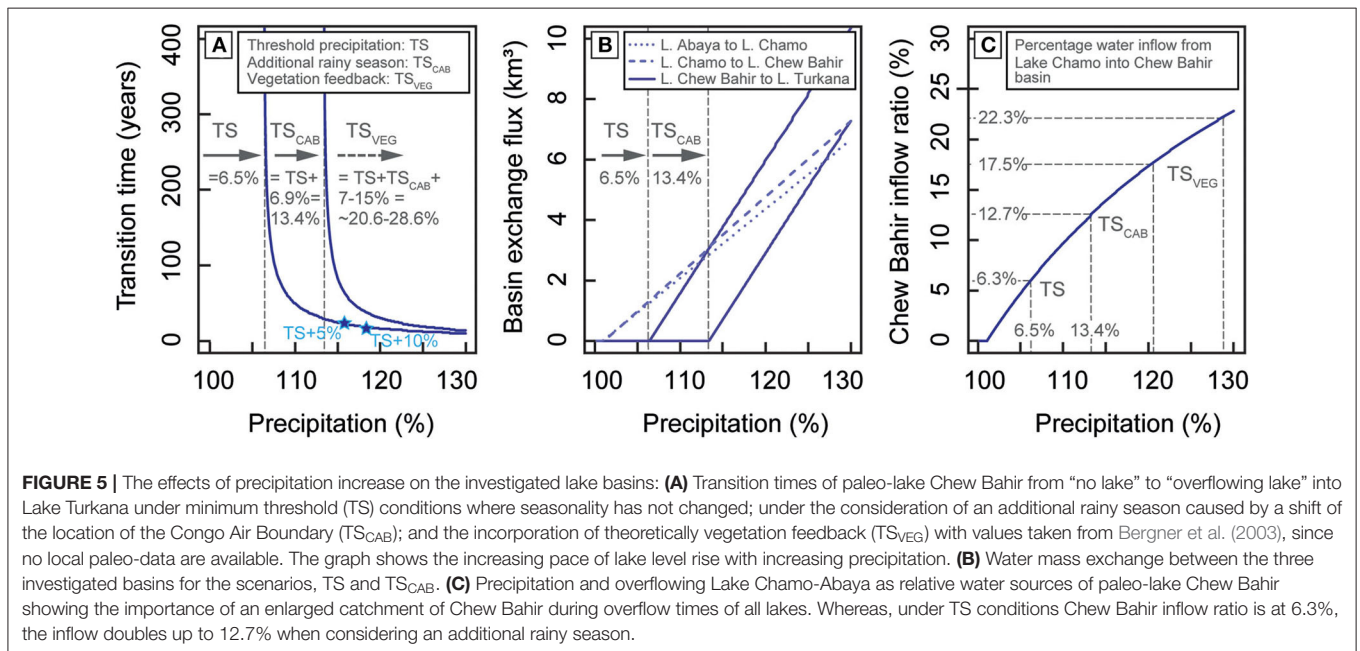 A
Threshold precipitation: TS
Additional rainy season: TS_CAB
Vegetation feedback: TS_VEG
400
300
200
100
0
Transition time (years)
TS
=6.5%
TS_CAB
= TS+
6.9%=
13.4%
TS_VEG
= TS+TS_CAB+
7-15% =
~20.6-28.6%
TS+5%
TS+10%
100 110 120 130
Precipitation (%)
B
L. Abaya to L. Chamo
L. Chamo to L. Chew Bahir
L. Chew Bahir to L. Turkana
10
8
6
4
2
0
Basin exchange flux (km³)
TS
6.5%
TS_CAB
13.4%
100 110 120 130
Precipitation (%)
C
Percentage water inflow from
Lake Chamo into Chew Bahir
basin
30
25
20
15
10
5
0
Chew Bahir inflow ratio (%)
22.3%
17.5%
TS_VEG
12.7%
TS_CAB
6.3%
TS
6.5% 13.4%
100 110 120 130
Precipitation (%)
FIGURE 5 | The effects of precipitation increase on the investigated lake basins: (A) Transition times of paleo-lake Chew Bahir from “no lake” to “overflowing lake” into
Lake Turkana under minimum threshold (TS) conditions where seasonality has not changed; under the consideration of an additional rainy season caused by a shift of
the location of the Congo Air Boundary (TS_CAB); and the incorporation of theoretically vegetation feedback (TS_VEG) with values taken from Bergner et al. (2003), since
no local paleo-data are available. The graph shows the increasing pace of lake level rise with increasing precipitation. (B) Water mass exchange between the three
investigated basins for the scenarios, TS and TS_CAB. (C) Precipitation and overflowing Lake Chamo-Abaya as relative water sources of paleo-lake Chew Bahir
showing the importance of an enlarged catchment of Chew Bahir during overflow times of all lakes. Whereas, under TS conditions Chew Bahir inflow ratio is at 6.3%,
the inflow doubles up to 12.7% when considering an additional rainy season.